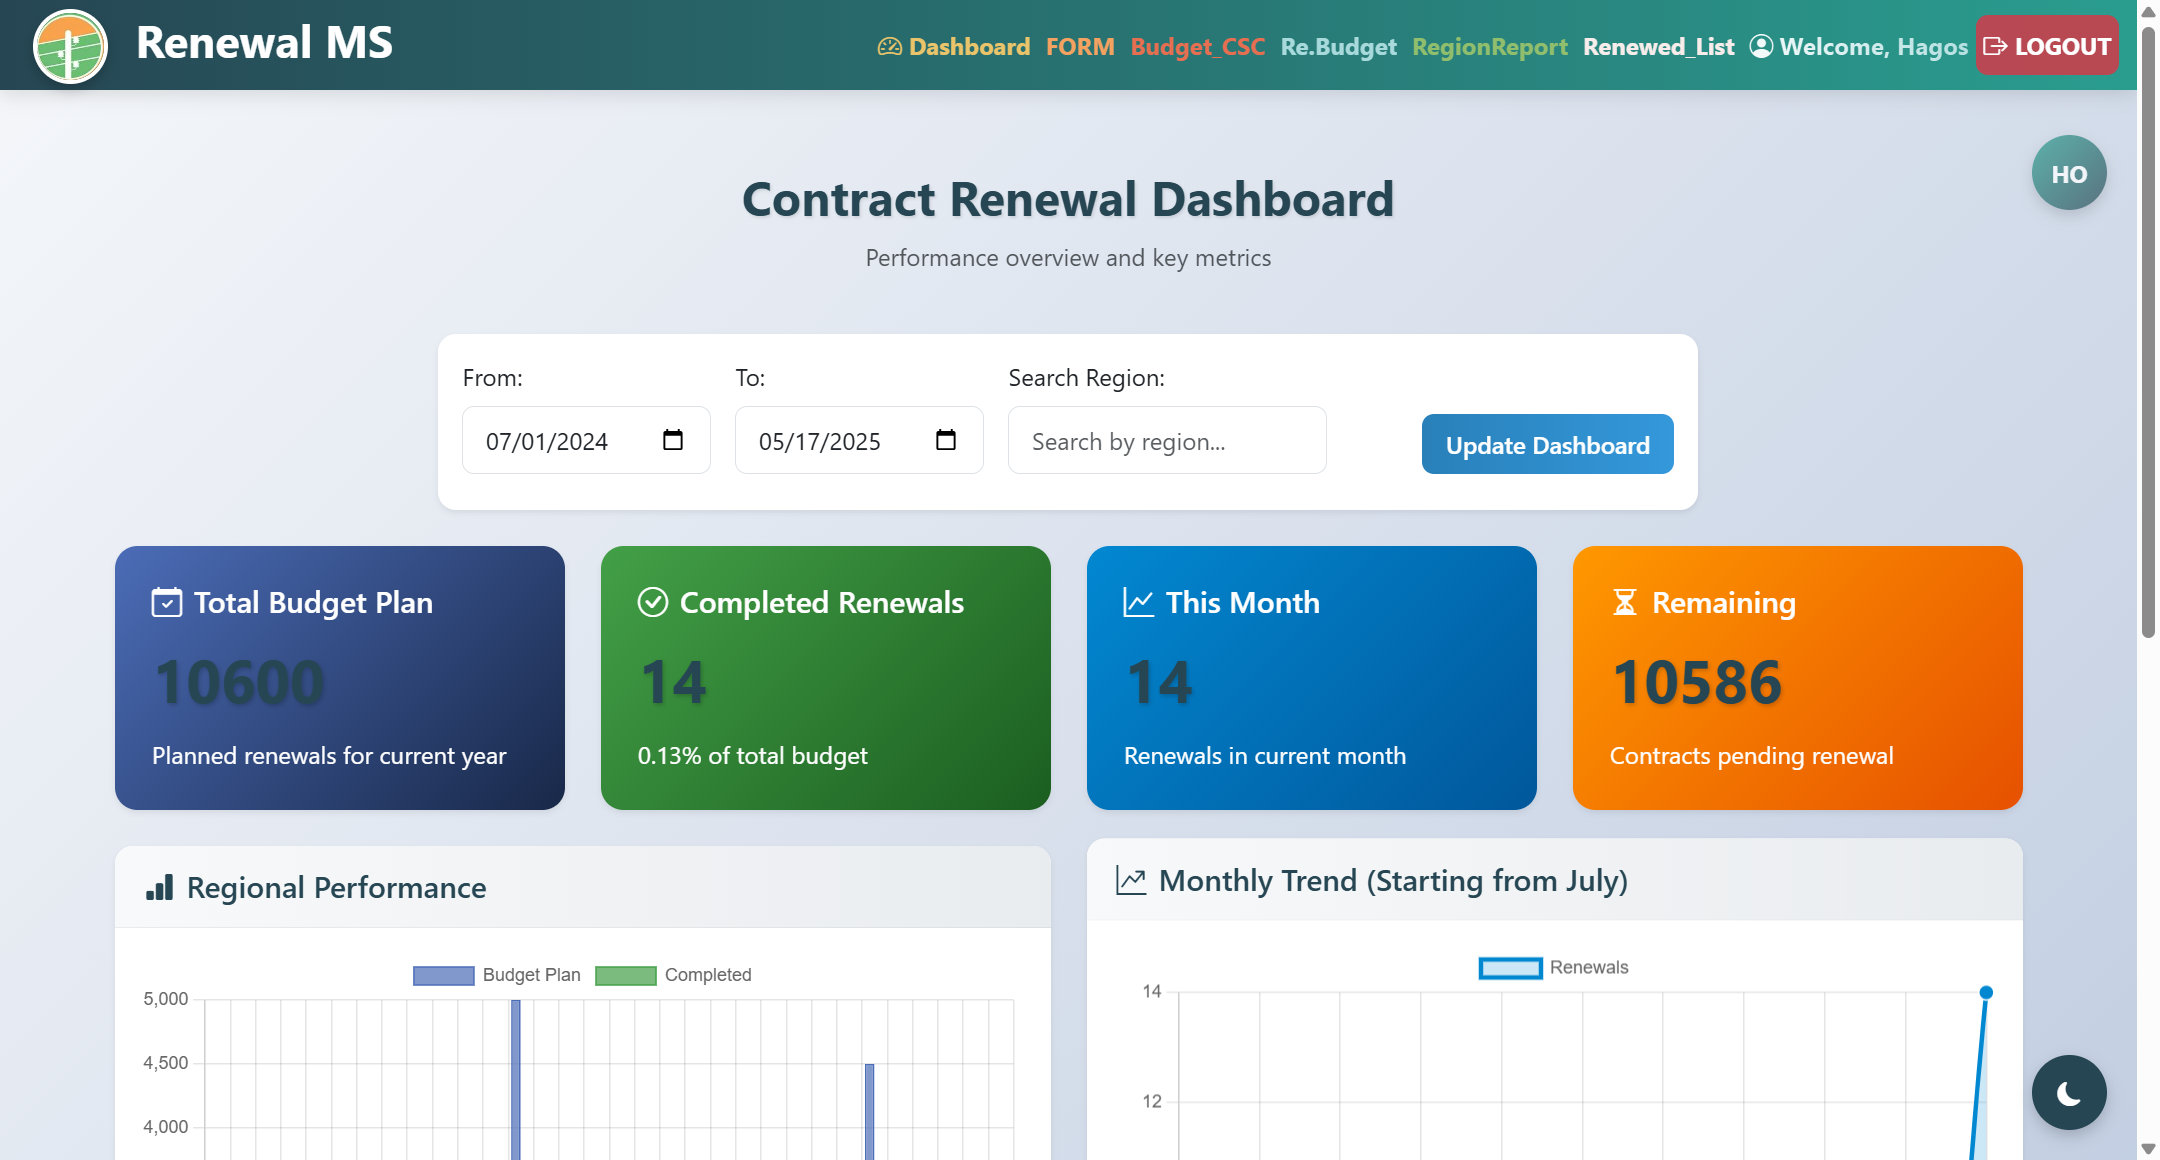 Renewal MS
Dashboard FORM Budget_CSC Re.Budget RegionReport Renewed_List Welcome, Hagos LOGOUT
HO
Contract Renewal Dashboard
Performance overview and key metrics
From: To: Search Region:
07/01/2024 05/17/2025 Search by region... Update Dashboard
Total Budget Plan
10600
Planned renewals for current year
Completed Renewals
14
0.13% of total budget
This Month
14
Renewals in current month
Remaining
10586
Contracts pending renewal
Regional Performance
Budget Plan Completed
5,000
4,500
4,000
Monthly Trend (Starting from July)
Renewals
14
12